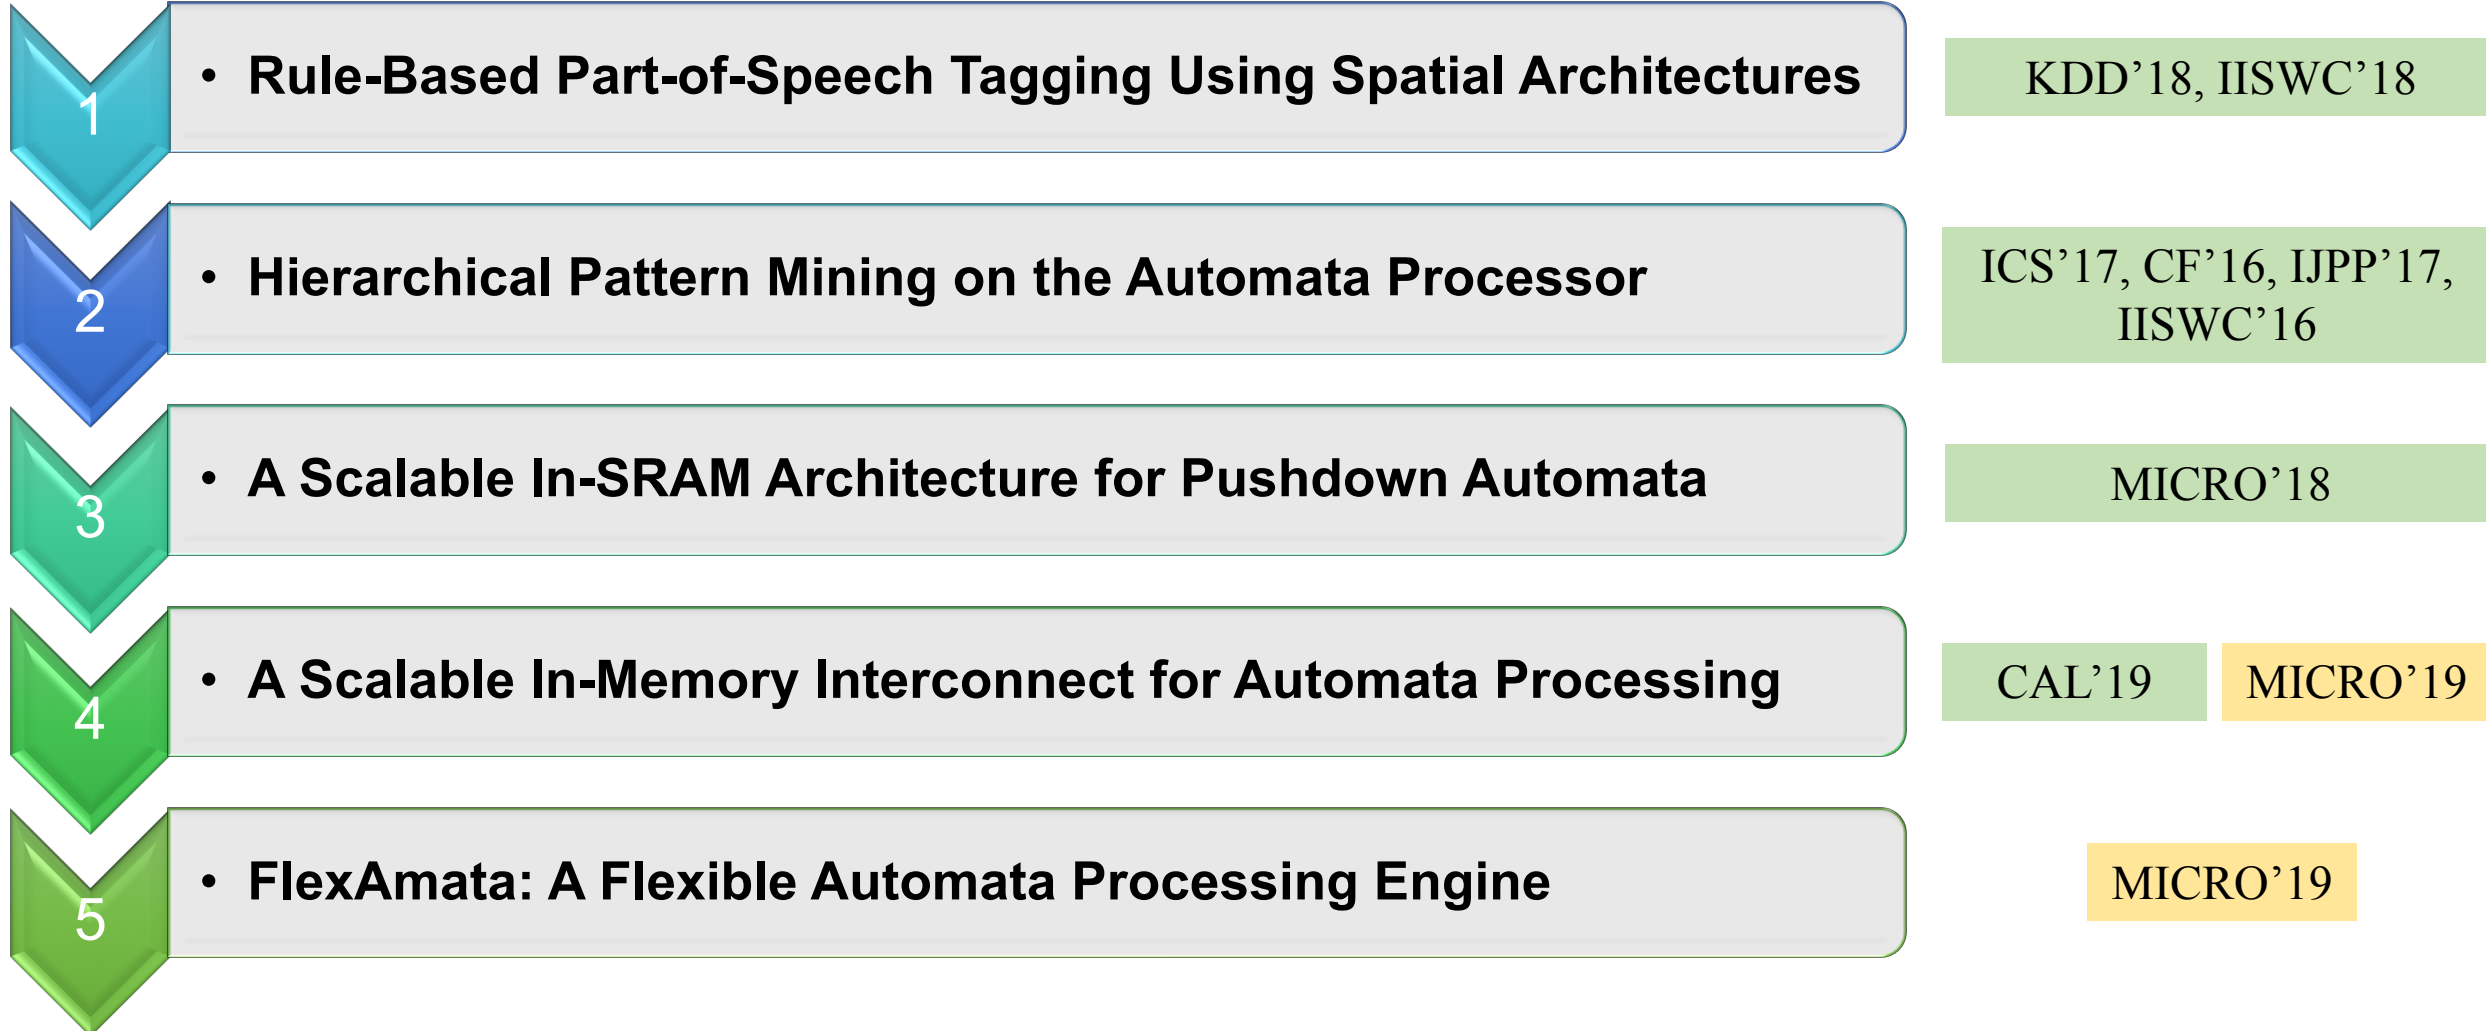 1
• Rule-Based Part-of-Speech Tagging Using Spatial Architectures
KDD’18, IISWC’18
2
• Hierarchical Pattern Mining on the Automata Processor
ICS’17, CF’16, IJPP’17,
IISWC’16
3
• A Scalable In-SRAM Architecture for Pushdown Automata
MICRO’18
4
• A Scalable In-Memory Interconnect for Automata Processing
CAL’19
MICRO’19
5
• FlexAmata: A Flexible Automata Processing Engine
MICRO’19